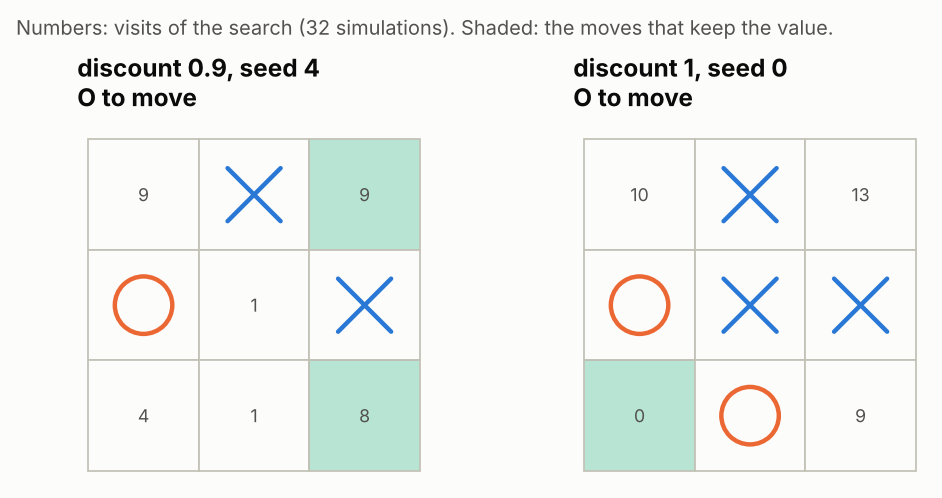 Numbers: visits of the search (32 simulations). Shaded: the moves that keep the value.
discount 0.9, seed 4
O to move
9 9
1
4 1 8
discount 1, seed 0
O to move
10 13
0 9